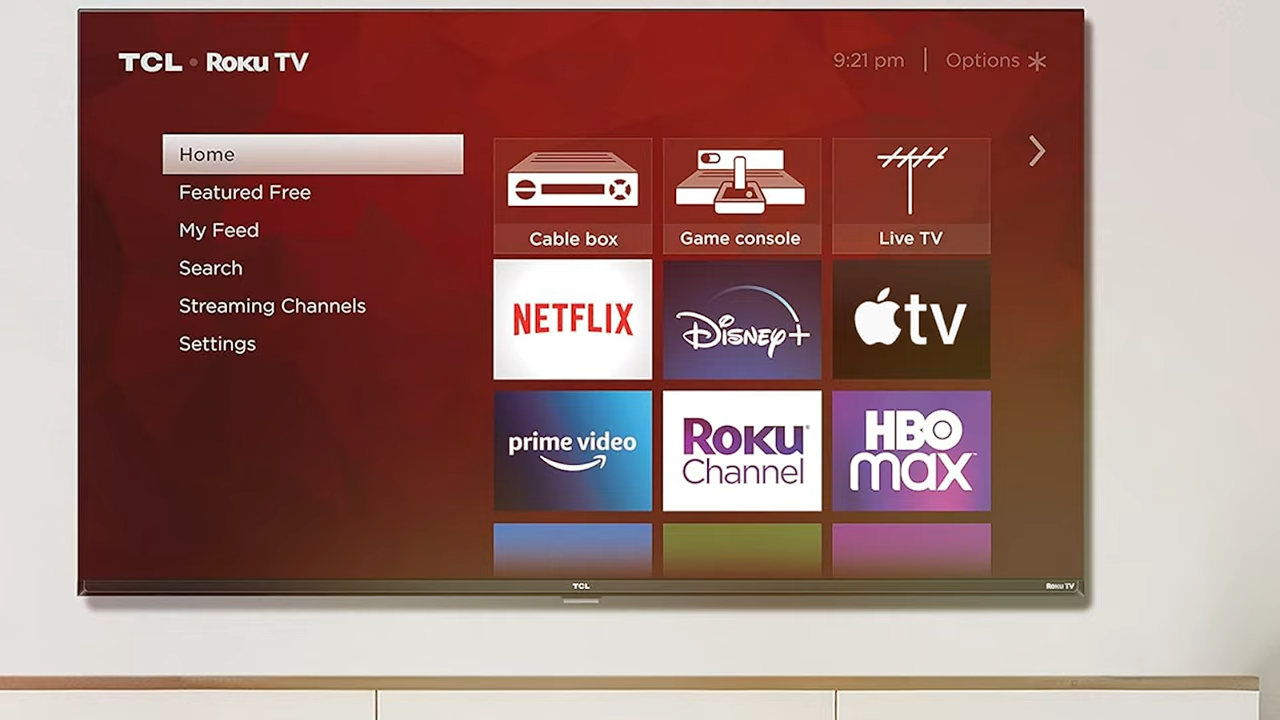 TCL • Roku TV
9:21 pm | Options *
Home
Featured Free
My Feed
Search
Streaming Channels
Settings
Cable box
Game console
Live TV
NETFLIX
Disney+
tv
prime video
Roku
Channel
HBO
max
TCL
Roku TV